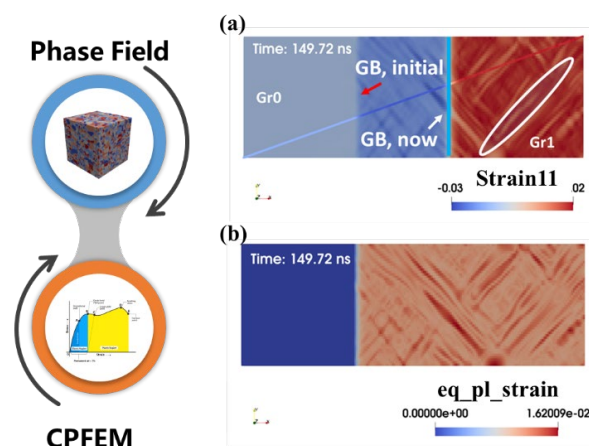 Phase Field
CPFEM
(a)
Time: 149.72 ns
GB, initial
Gr0
GB, now
Gr1
Strain11
-0.03
.02
(b)
Time: 149.72 ns
eq_pl_strain
0.00000e+00
1.62009e-02